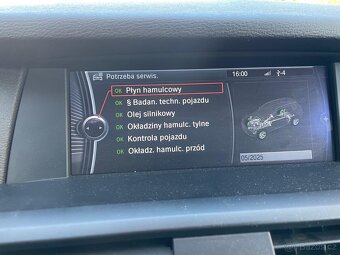 Potrzeba serwis.
16:00
4
OK Płyn hamulcowy
OK § Badan. techn. pojazdu
OK Olej silnikowy
OK Okładziny hamulc. tylne
OK Kontrola pojazdu
OK Okładz. hamulc. przód
05/2025